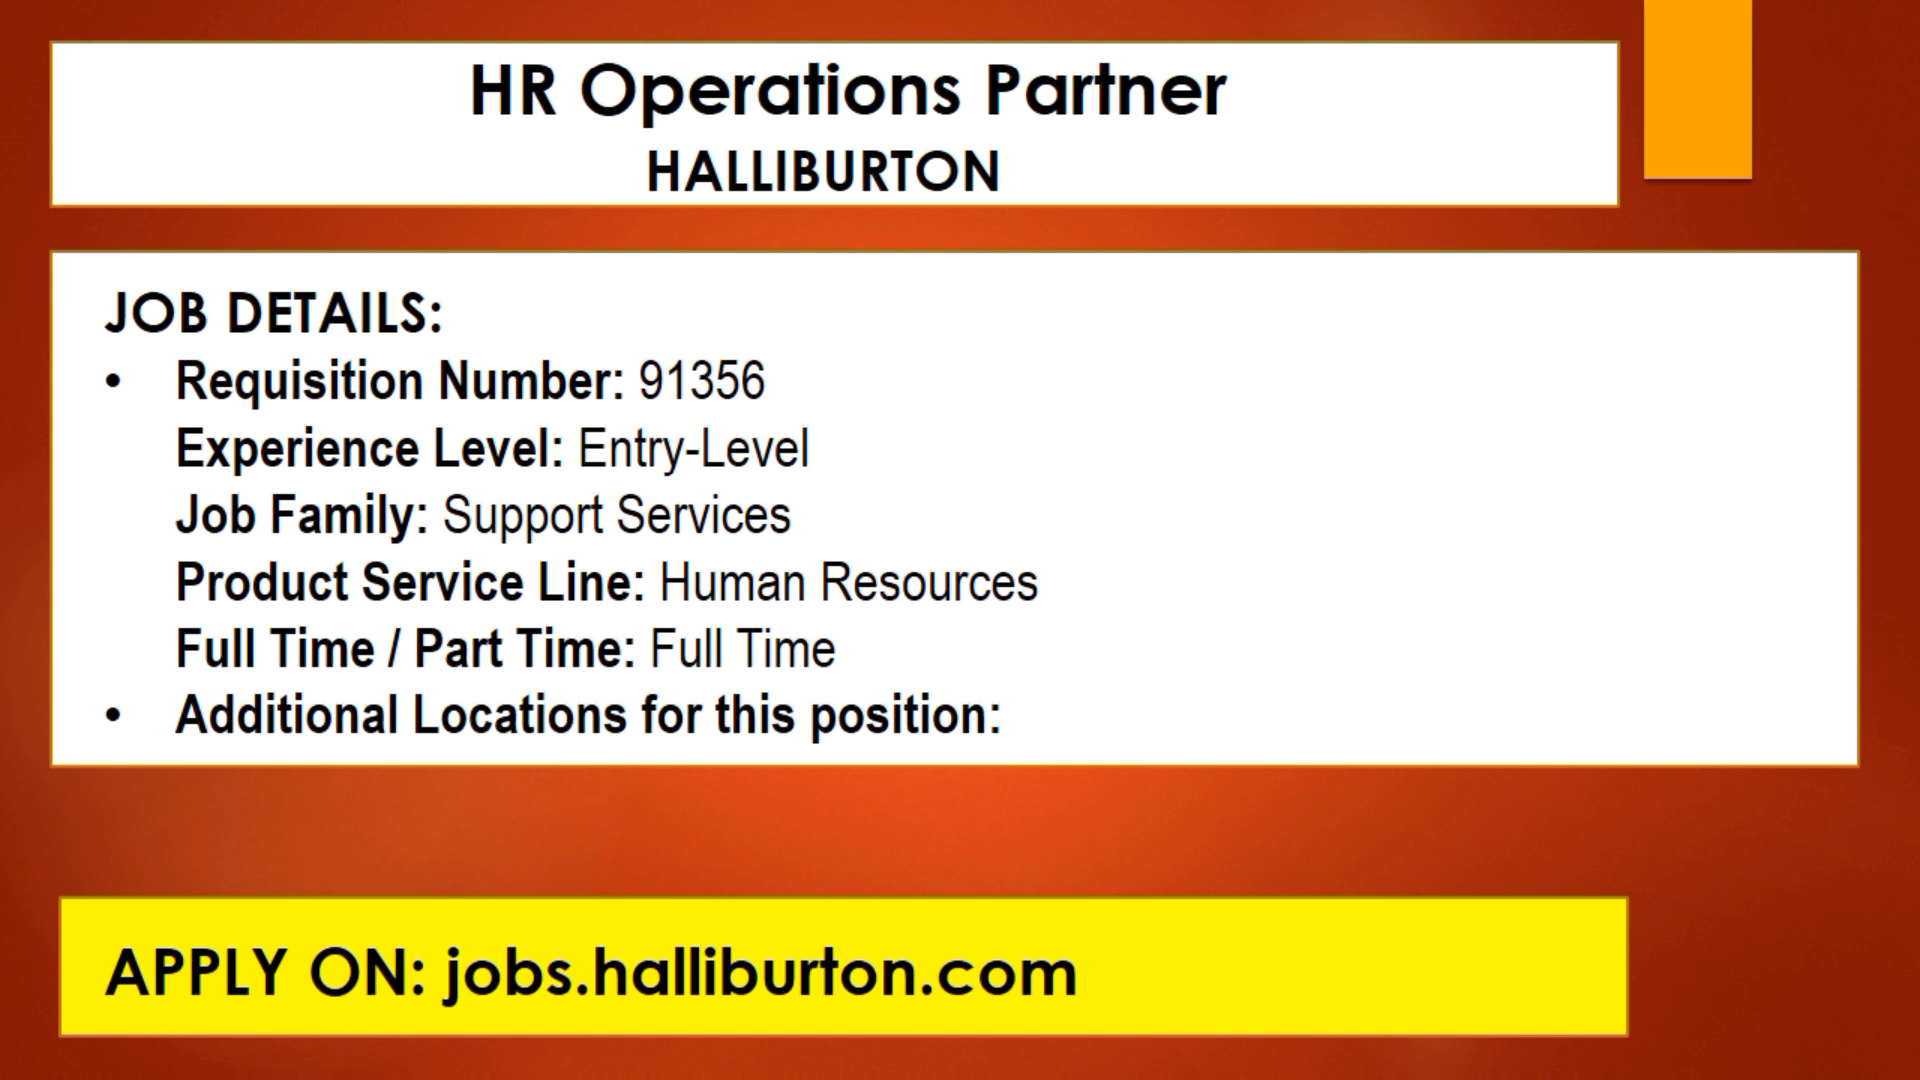 HR Operations Partner
HALLIBURTON
JOB DETAILS:
• Requisition Number: 91356
Experience Level: Entry-Level
Job Family: Support Services
Product Service Line: Human Resources
Full Time / Part Time: Full Time
• Additional Locations for this position:
APPLY ON: jobs.halliburton.com